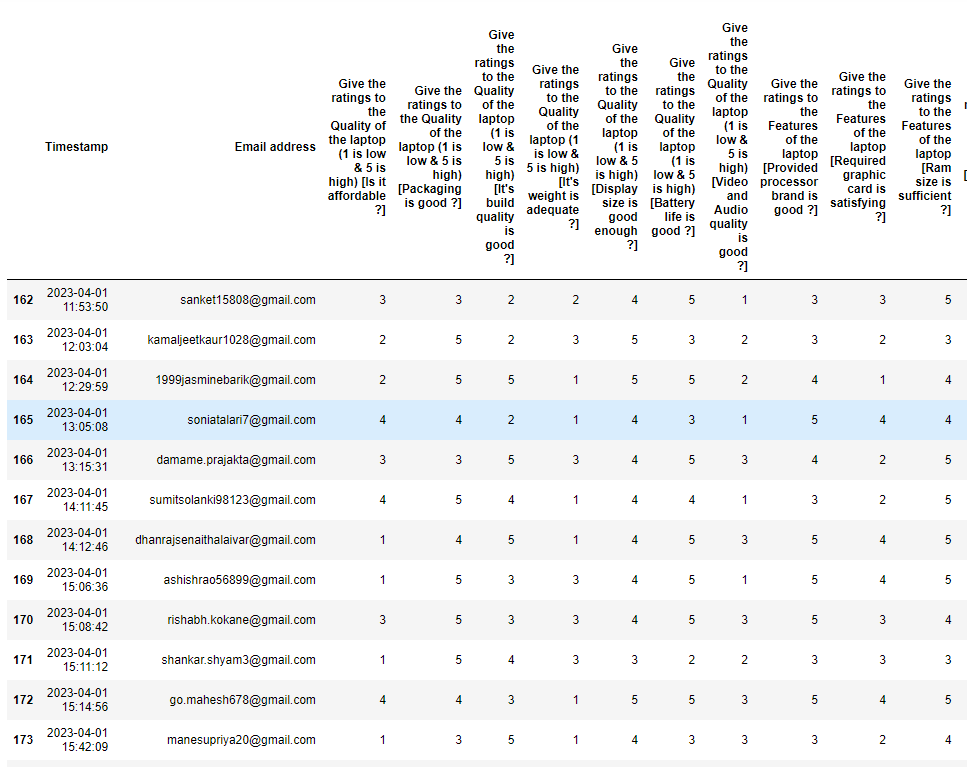 Timestamp
Email address
Give the
ratings to
the
Quality of
the laptop
(1 is low
& 5 is
high) [Is it
affordable
?]
Give the
ratings to
the Quality
of the
laptop (1 is
low & 5 is
high)
[Packaging
is good ?]
Give
the
ratings
to the
Quality
of the
laptop
(1 is
low &
5 is
high)
[It's
build
quality
is
good
?]
Give the
ratings
to the
Quality
of the
laptop (1
is low &
5 is high)
[It's
weight is
adequate
?]
Give
the
ratings
to the
Quality
of the
laptop
(1 is
low &
5 is
high)
[Display
size is
good
enough
?]
Give
the
ratings
to the
Quality
of the
laptop
(1 is
low &
5 is
high)
[Battery
life is
good ?]
Give
the
ratings
to the
Quality
of the
laptop
(1 is
low &
5 is
high)
[Video
and
Audio
quality
is
good
?]
Give the
ratings to
the
Features
of the
laptop
[Provided
processor
brand is
good ?]
Give the
ratings to
the
Features
of the
laptop
[Required
graphic
card is
satisfying
?]
Give the
ratings
to the
Features
of the
laptop
[Ram
size is
sufficient
?]
162 2023-04-01 11:53:50 sanket15808@gmail.com 3 3 2 2 4 5 1 3 3 5
163 2023-04-01 12:03:04 kamaljeetkaur1028@gmail.com 2 5 2 3 5 3 2 3 2 3
164 2023-04-01 12:29:59 1999jasminebarik@gmail.com 2 5 5 1 5 5 2 4 1 4
165 2023-04-01 13:05:08 soniatalari7@gmail.com 4 4 2 1 4 3 1 5 4 4
166 2023-04-01 13:15:31 damame.prajakta@gmail.com 3 3 5 3 4 5 3 4 2 5
167 2023-04-01 14:11:45 sumitsolanki98123@gmail.com 4 5 4 1 4 4 1 3 2 5
168 2023-04-01 14:12:46 dhanrajsenaithalaivar@gmail.com 1 4 5 1 4 5 3 5 4 5
169 2023-04-01 15:06:36 ashishrao56899@gmail.com 1 5 3 3 4 5 1 5 4 5
170 2023-04-01 15:08:42 rishabh.kokane@gmail.com 3 5 3 3 4 5 3 5 3 4
171 2023-04-01 15:11:12 shankar.shyam3@gmail.com 1 5 4 3 3 2 2 3 3 3
172 2023-04-01 15:14:56 go.mahesh678@gmail.com 4 4 3 1 5 5 3 5 4 5
173 2023-04-01 15:42:09 manesupriya20@gmail.com 1 3 5 1 4 3 3 3 2 4